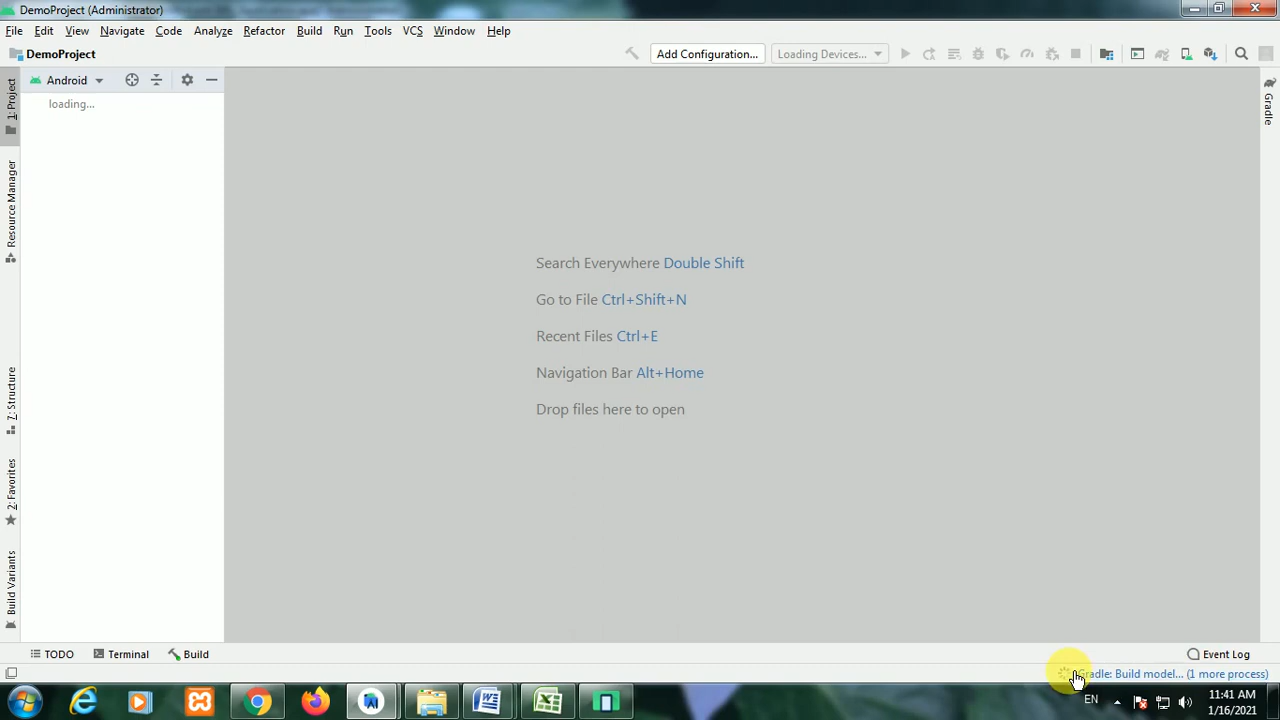 DemoProject (Administrator)
File Edit View Navigate Code Analyze Refactor Build Run Tools VCS Window Help
DemoProject
Add Configuration...
Loading Devices...
Android
loading...
1: Project
Resource Manager
7: Structure
2: Favorites
Build Variants
Gradle
Search Everywhere Double Shift
Go to File Ctrl+Shift+N
Recent Files Ctrl+E
Navigation Bar Alt+Home
Drop files here to open
TODO Terminal Build Event Log
Gradle: Build model... (1 more process)
EN
11:41 AM
1/16/2021